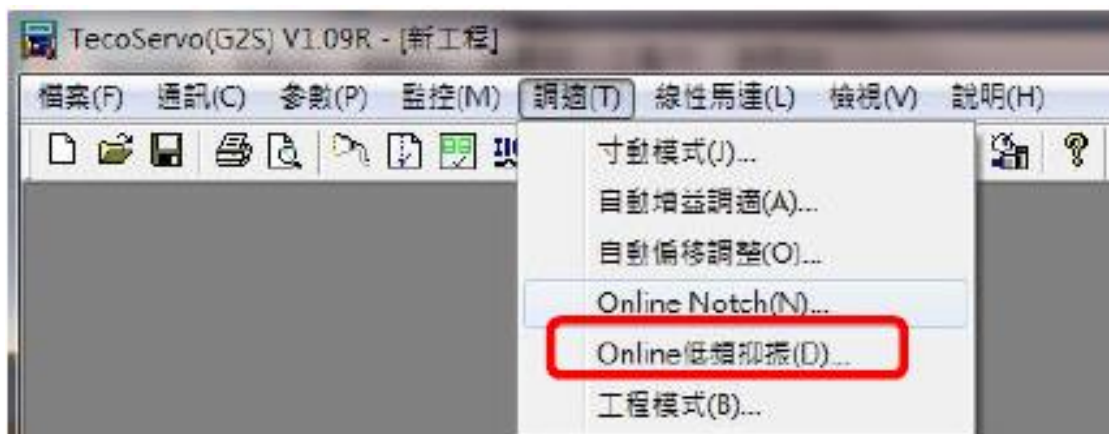 TecoServo(G2S) V1.09R - [新工程]
檔案(F) 通訊(C) 參數(P) 監控(M) 調適(T) 線性馬達(L) 檢視(V) 說明(H)
寸動模式(J)...
自動增益調適(A)...
自動偏移調整(O)...
Online Notch(N)...
Online低頻抑振(D)...
工程模式(B)...